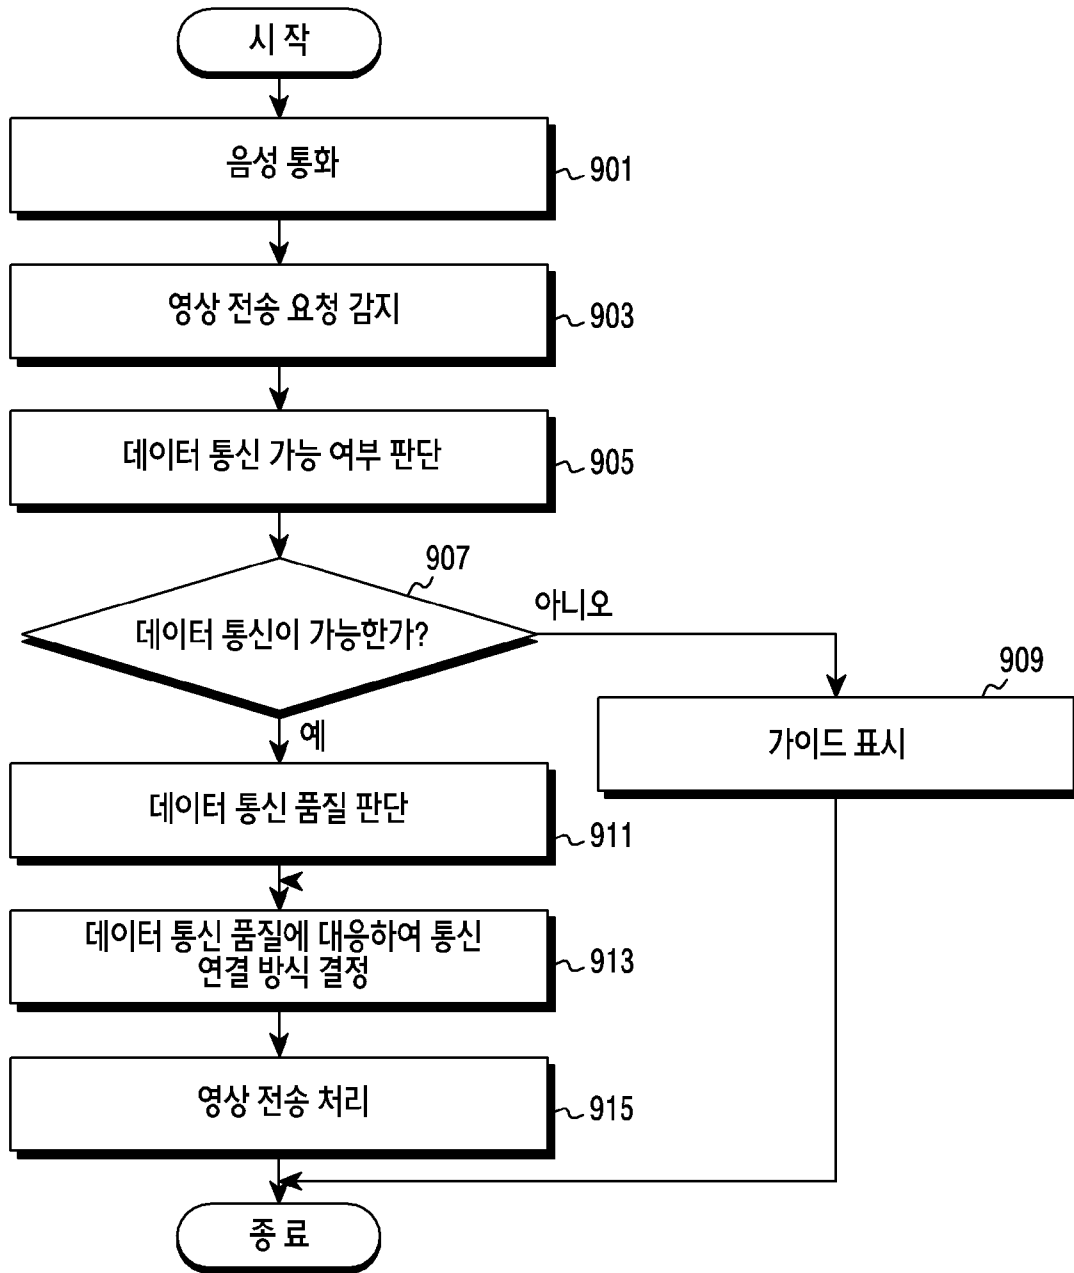 시 작
음성 통화
901
영상 전송 요청 감지
903
데이터 통신 가능 여부 판단
905
907
데이터 통신이 가능한가?
아니오
예
909
가이드 표시
데이터 통신 품질 판단
911
데이터 통신 품질에 대응하여 통신
연결 방식 결정
913
영상 전송 처리
915
종 료